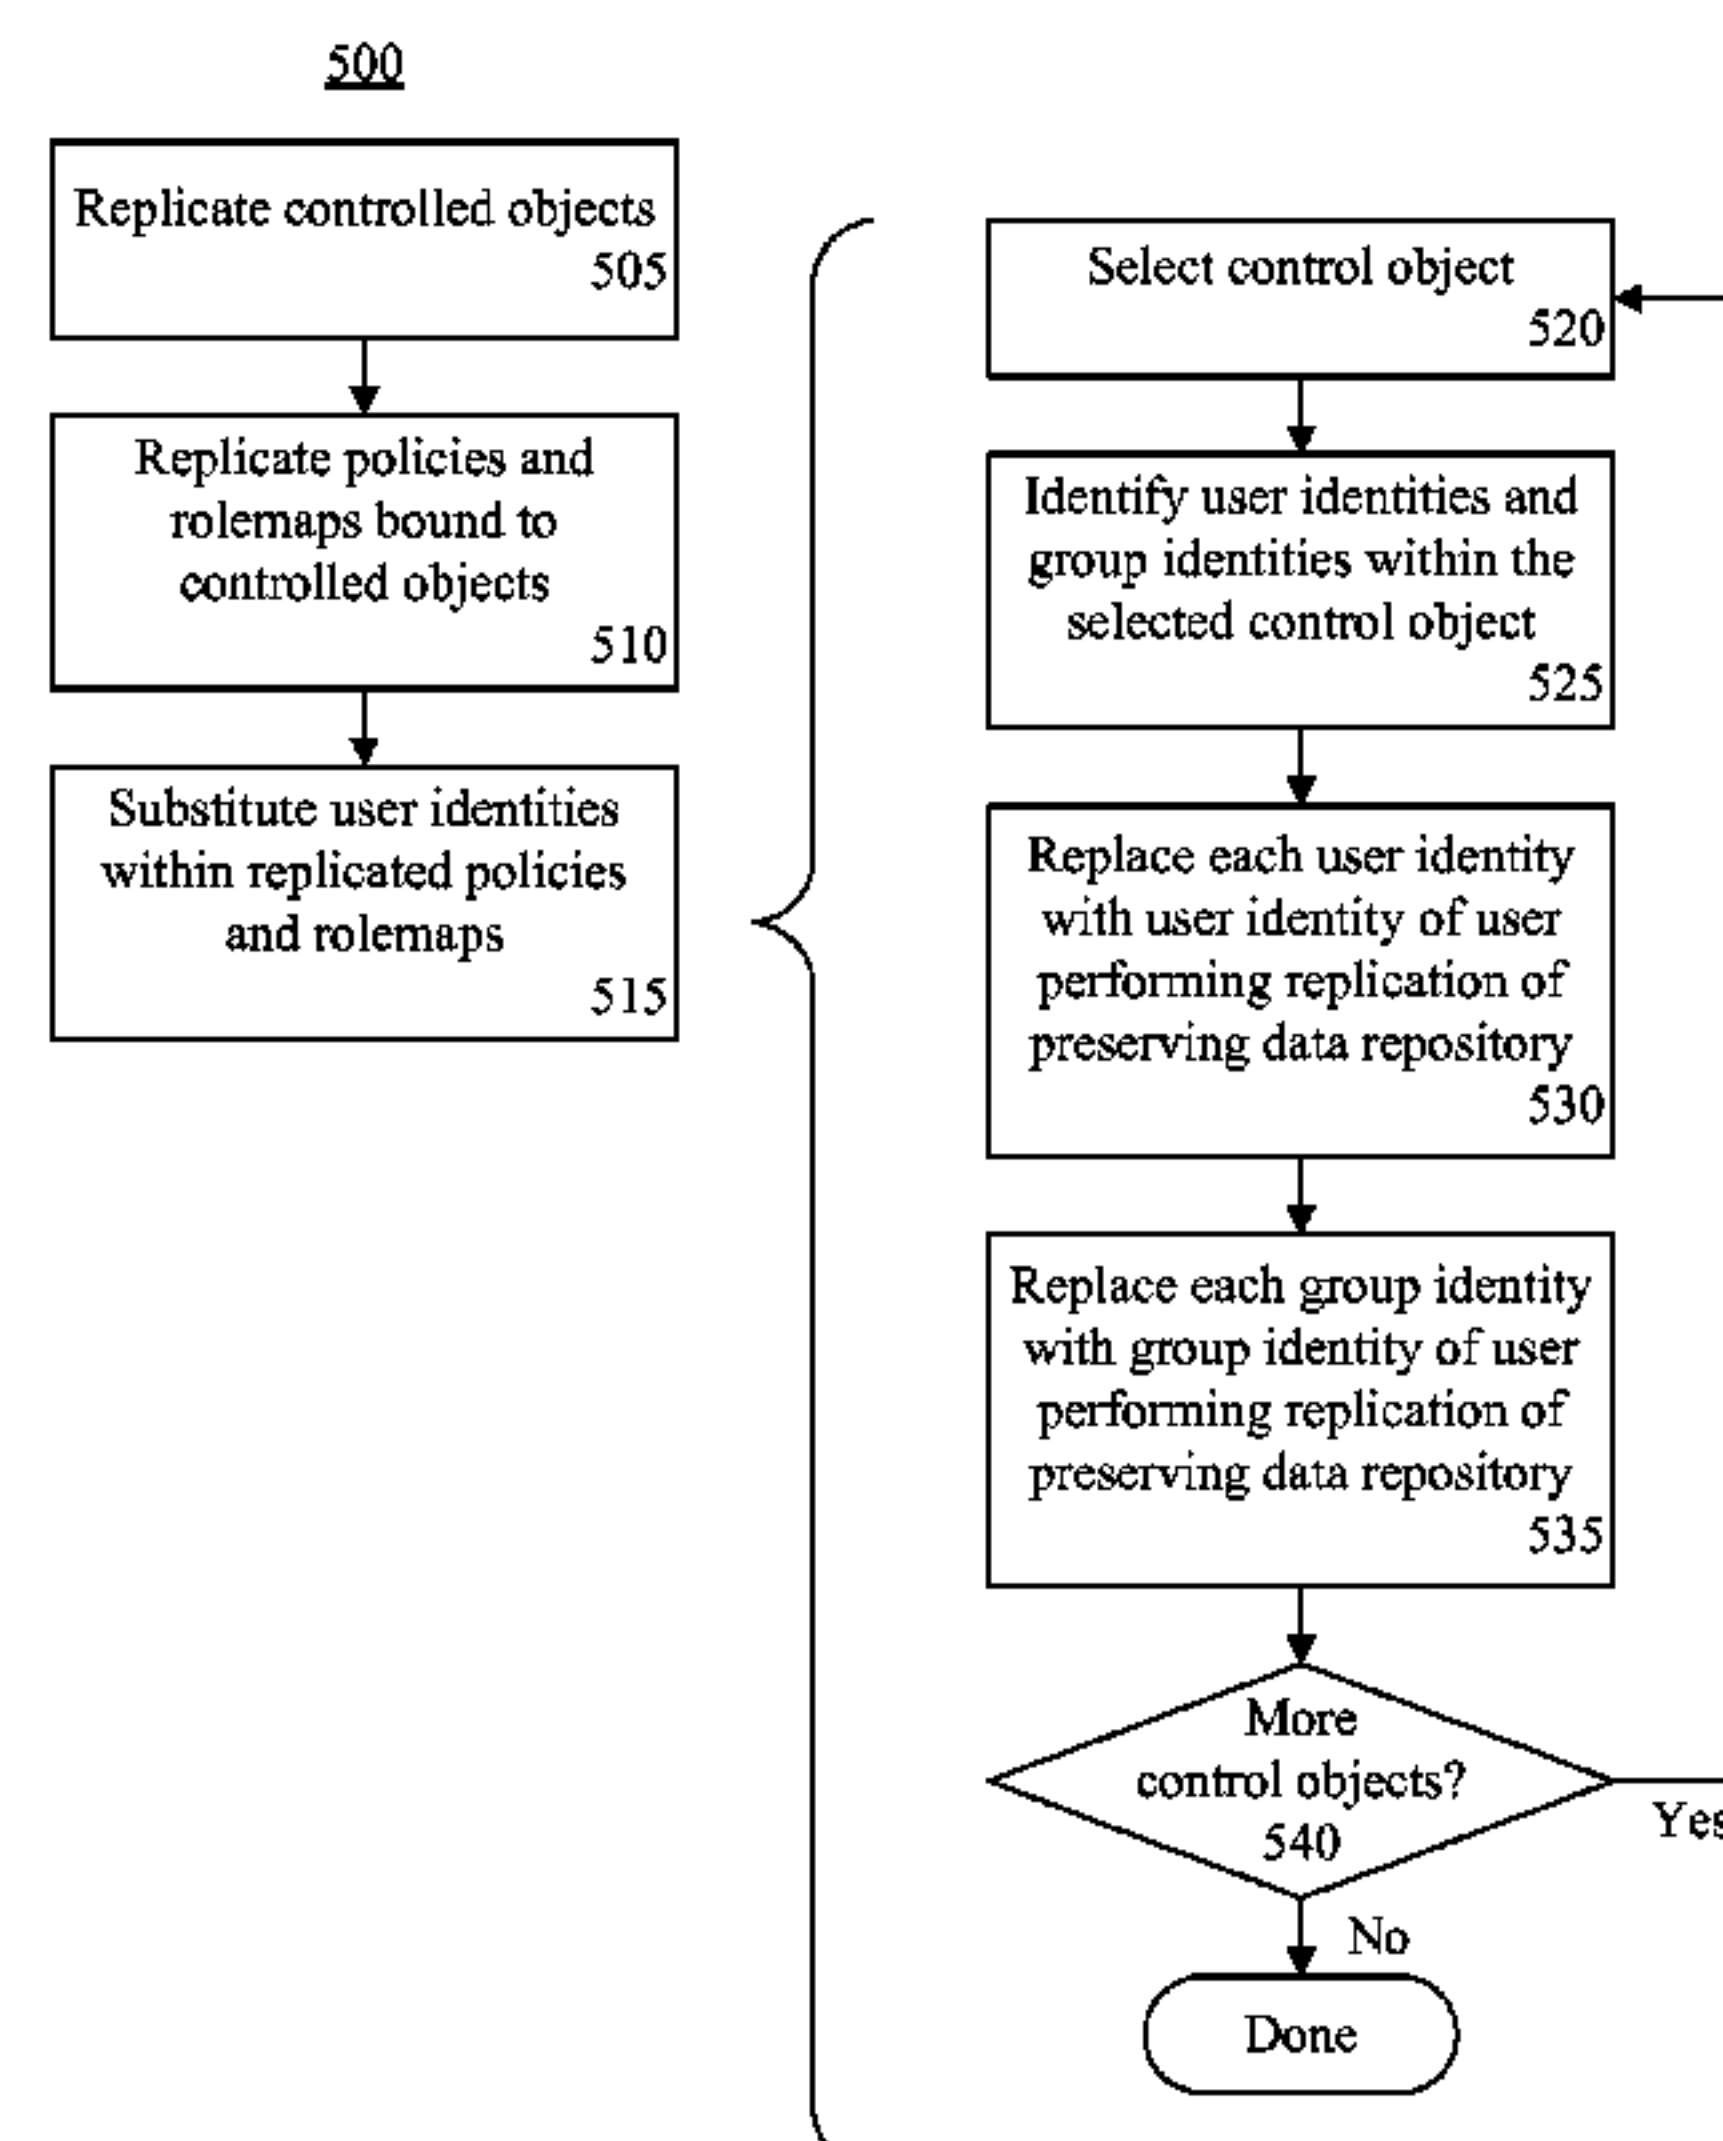 500
Replicate controlled objects
505
Replicate policies and
rolemaps bound to
controlled objects
510
Substitute user identities
within replicated policies
and rolemaps
515
Select control object
520
Identify user identities and
group identities within the
selected control object
525
Replace each user identity
with user identity of user
performing replication of
preserving data repository
530
Replace each group identity
with group identity of user
performing replication of
preserving data repository
535
More
control objects?
540
Yes
No
Done